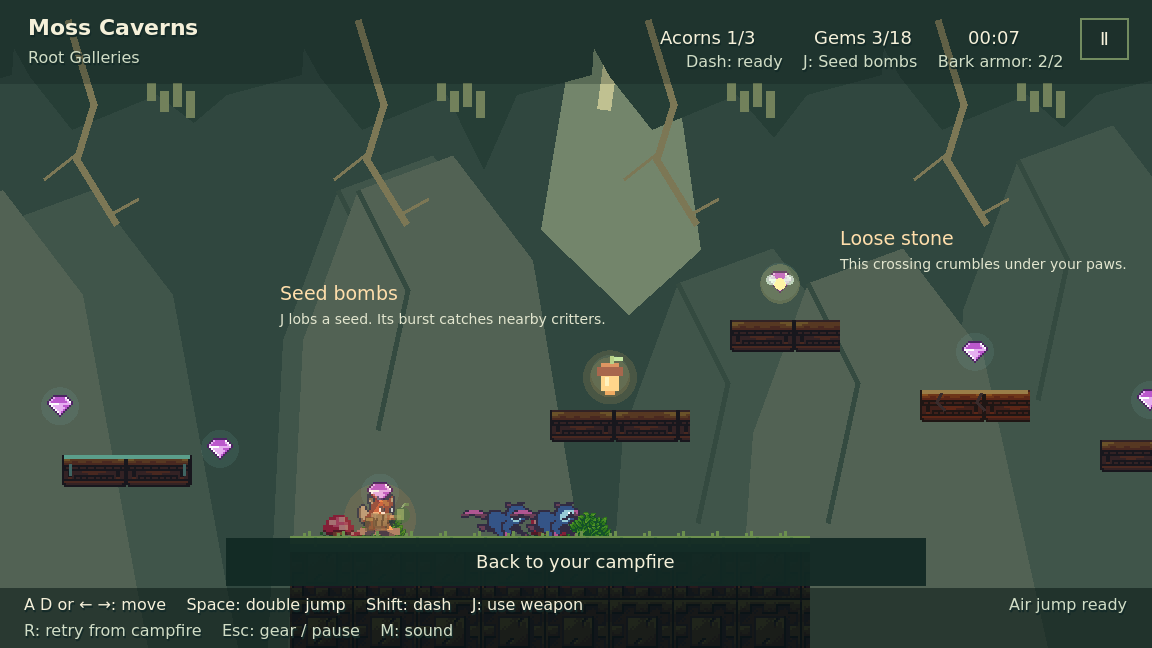 Moss Caverns
Root Galleries
Acorns 1/3 Gems 3/18 00:07
Dash: ready J: Seed bombs Bark armor: 2/2
II
Loose stone
This crossing crumbles under your paws.
Seed bombs
J lobs a seed. Its burst catches nearby critters.
Back to your campfire
A D or ← →: move Space: double jump Shift: dash J: use weapon
Air jump ready
R: retry from campfire Esc: gear / pause M: sound